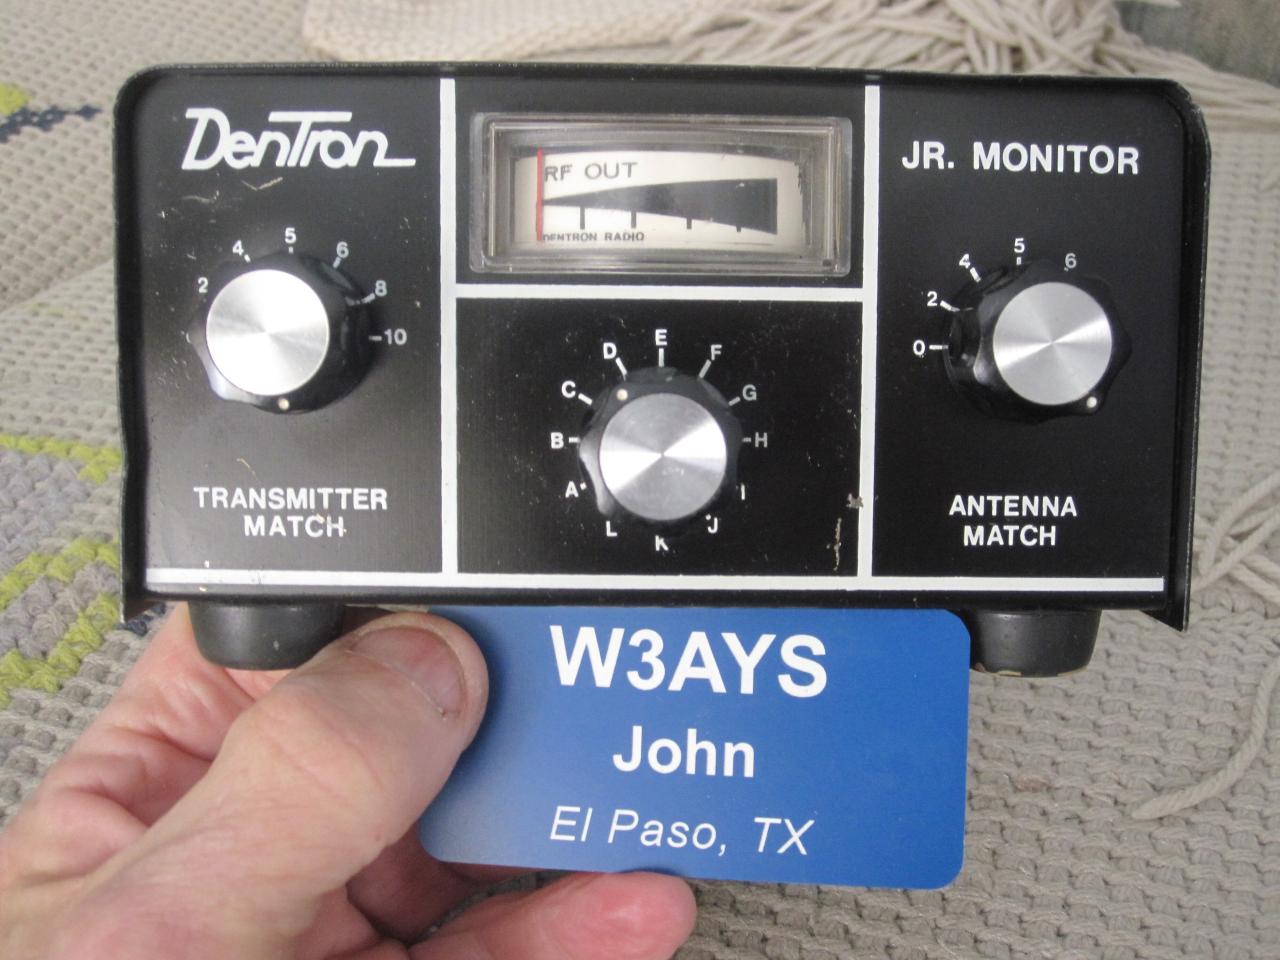 DenTron
JR. MONITOR
RF OUT
DENTRON RADIO
2 4 5 6 8 10
0 2 4 5 6
A B C D E F G H I J K L
TRANSMITTER
MATCH
ANTENNA
MATCH
W3AYS
John
El Paso, TX